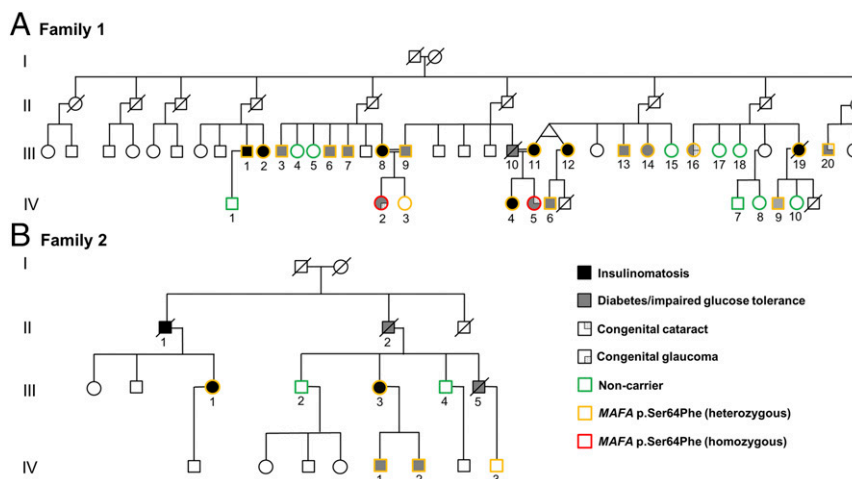 A Family 1
I
II
III
1 2 3 4 5 6 7 8 9 10 11 12 13 14 15 16 17 18 19 20
IV
1 2 3 4 5 6 7 8 9 10
B Family 2
I
II
1 2
III
1 2 3 4 5
IV
1 2 3
Insulinomatosis
Diabetes/impaired glucose tolerance
Congenital cataract
Congenital glaucoma
Non-carrier
MAFA p.Ser64Phe (heterozygous)
MAFA p.Ser64Phe (homozygous)